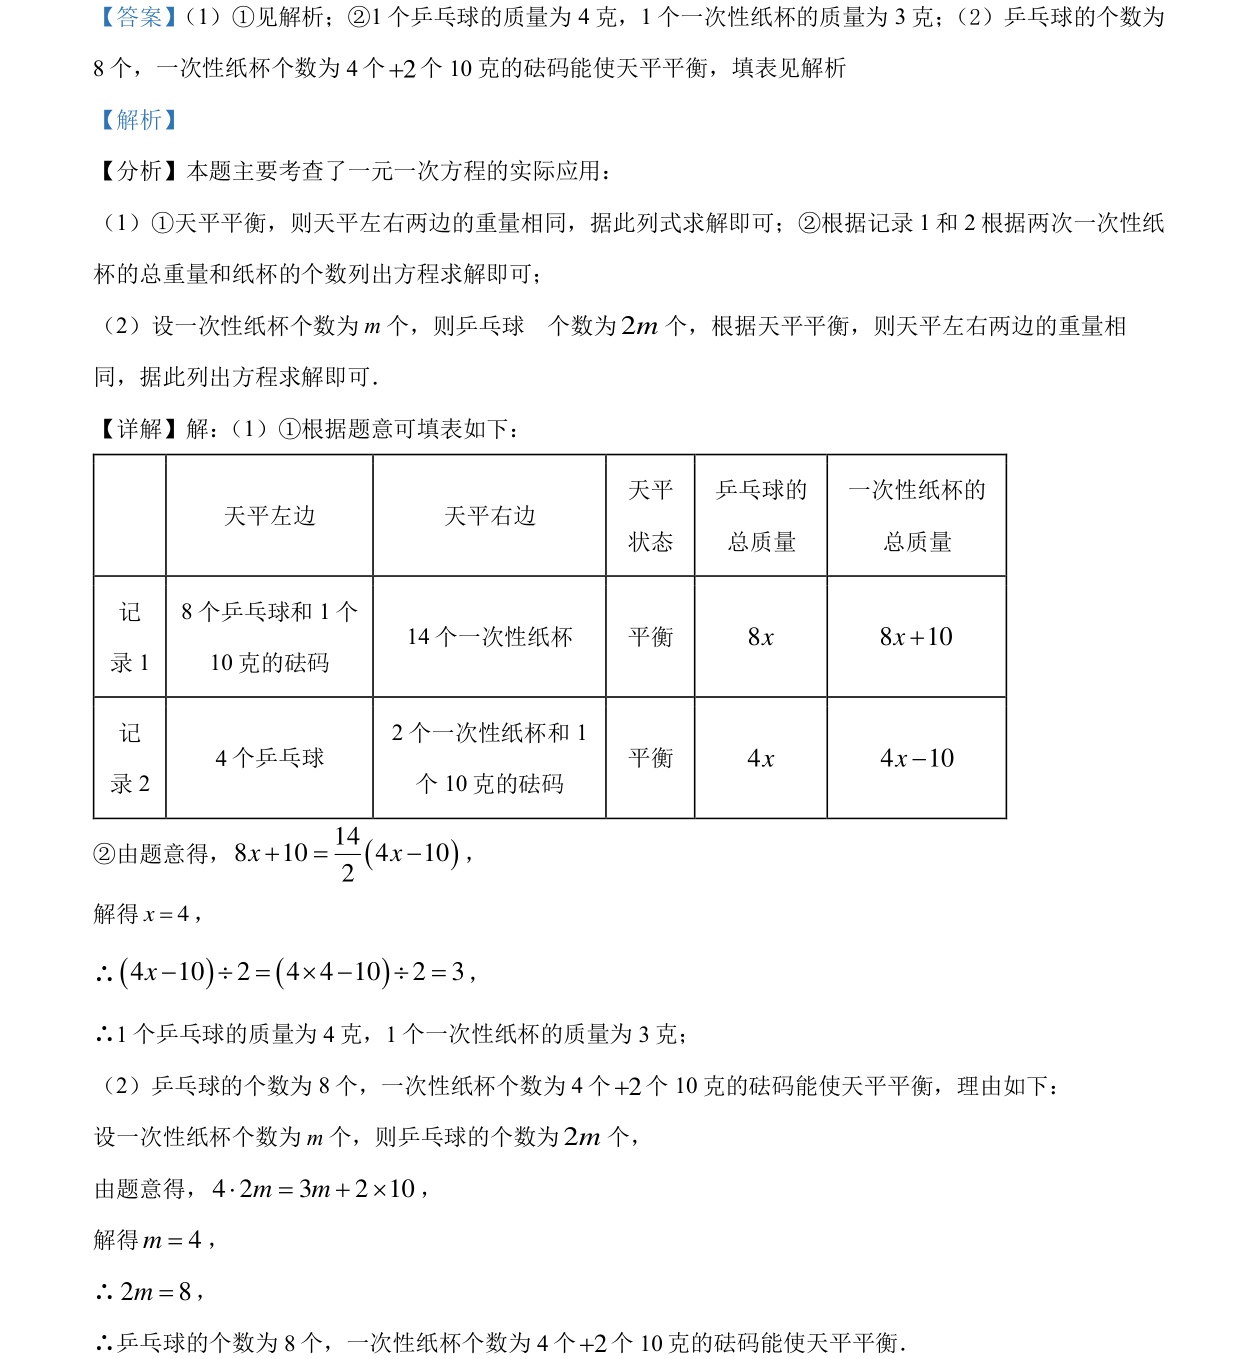 【答案】（1）①见解析；②1 个乒乓球的质量为 4 克，1 个一次性纸杯的质量为 3 克；（2）乒乓球的个数为
8 个，一次性纸杯个数为 4 个+2个 10 克的砝码能使天平平衡，填表见解析
【解析】
【分析】本题主要考查了一元一次方程的实际应用：
（1）①天平平衡，则天平左右两边的重量相同，据此列式求解即可；②根据记录 1 和 2 根据两次一次性纸
杯的总重量和纸杯的个数列出方程求解即可；
（2）设一次性纸杯个数为 m 个，则乒乓球 个数为 2m 个，根据天平平衡，则天平左右两边的重量相
同，据此列出方程求解即可．
【详解】解：（1）①根据题意可填表如下：
天平左边 天平右边 天平 乒乓球的 一次性纸杯的
状态 总质量 总质量
记 8 个乒乓球和 1 个 14 个一次性纸杯 平衡 8x 8x+10
录 1 10 克的砝码
记 4 个乒乓球 2 个一次性纸杯和 1 平衡 4x 4x−10
录 2 个 10 克的砝码
②由题意得，8x+10=14/2(4x−10)，
解得 x=4，
∴(4x−10)÷2=(4×4−10)÷2=3，
∴1 个乒乓球的质量为 4 克，1 个一次性纸杯的质量为 3 克；
（2）乒乓球的个数为 8 个，一次性纸杯个数为 4 个+2个 10 克的砝码能使天平平衡，理由如下：
设一次性纸杯个数为 m 个，则乒乓球的个数为 2m 个，
由题意得，4·2m=3m+2×10，
解得 m=4，
∴2m=8，
∴乒乓球的个数为 8 个，一次性纸杯个数为 4 个+2个 10 克的砝码能使天平平衡．